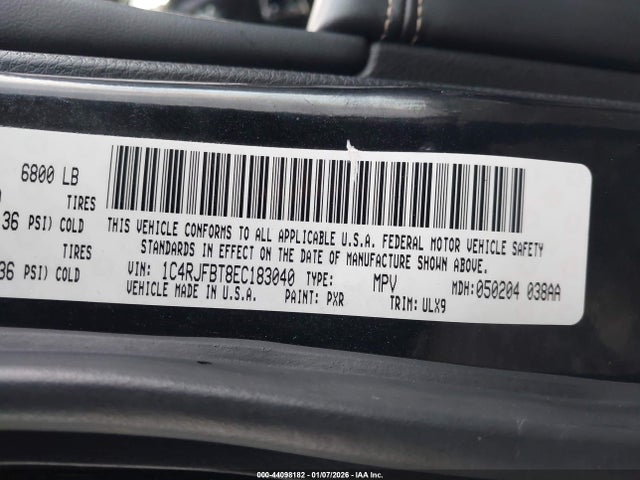 6800 LB
TIRES
36 PSI) COLD
TIRES
36 PSI) COLD
THIS VEHICLE CONFORMS TO ALL APPLICABLE U.S.A. FEDERAL MOTOR VEHICLE SAFETY
STANDARDS IN EFFECT ON THE DATE OF MANUFACTURE SHOWN ABOVE.
VIN: 1C4RJFBT8EC183040 TYPE: MPV MDH:050204 038AA
VEHICLE MADE IN U.S.A. PAINT: PXR TRIM: ULX9
000-44098182 - 01/07/2026 - IAA Inc.